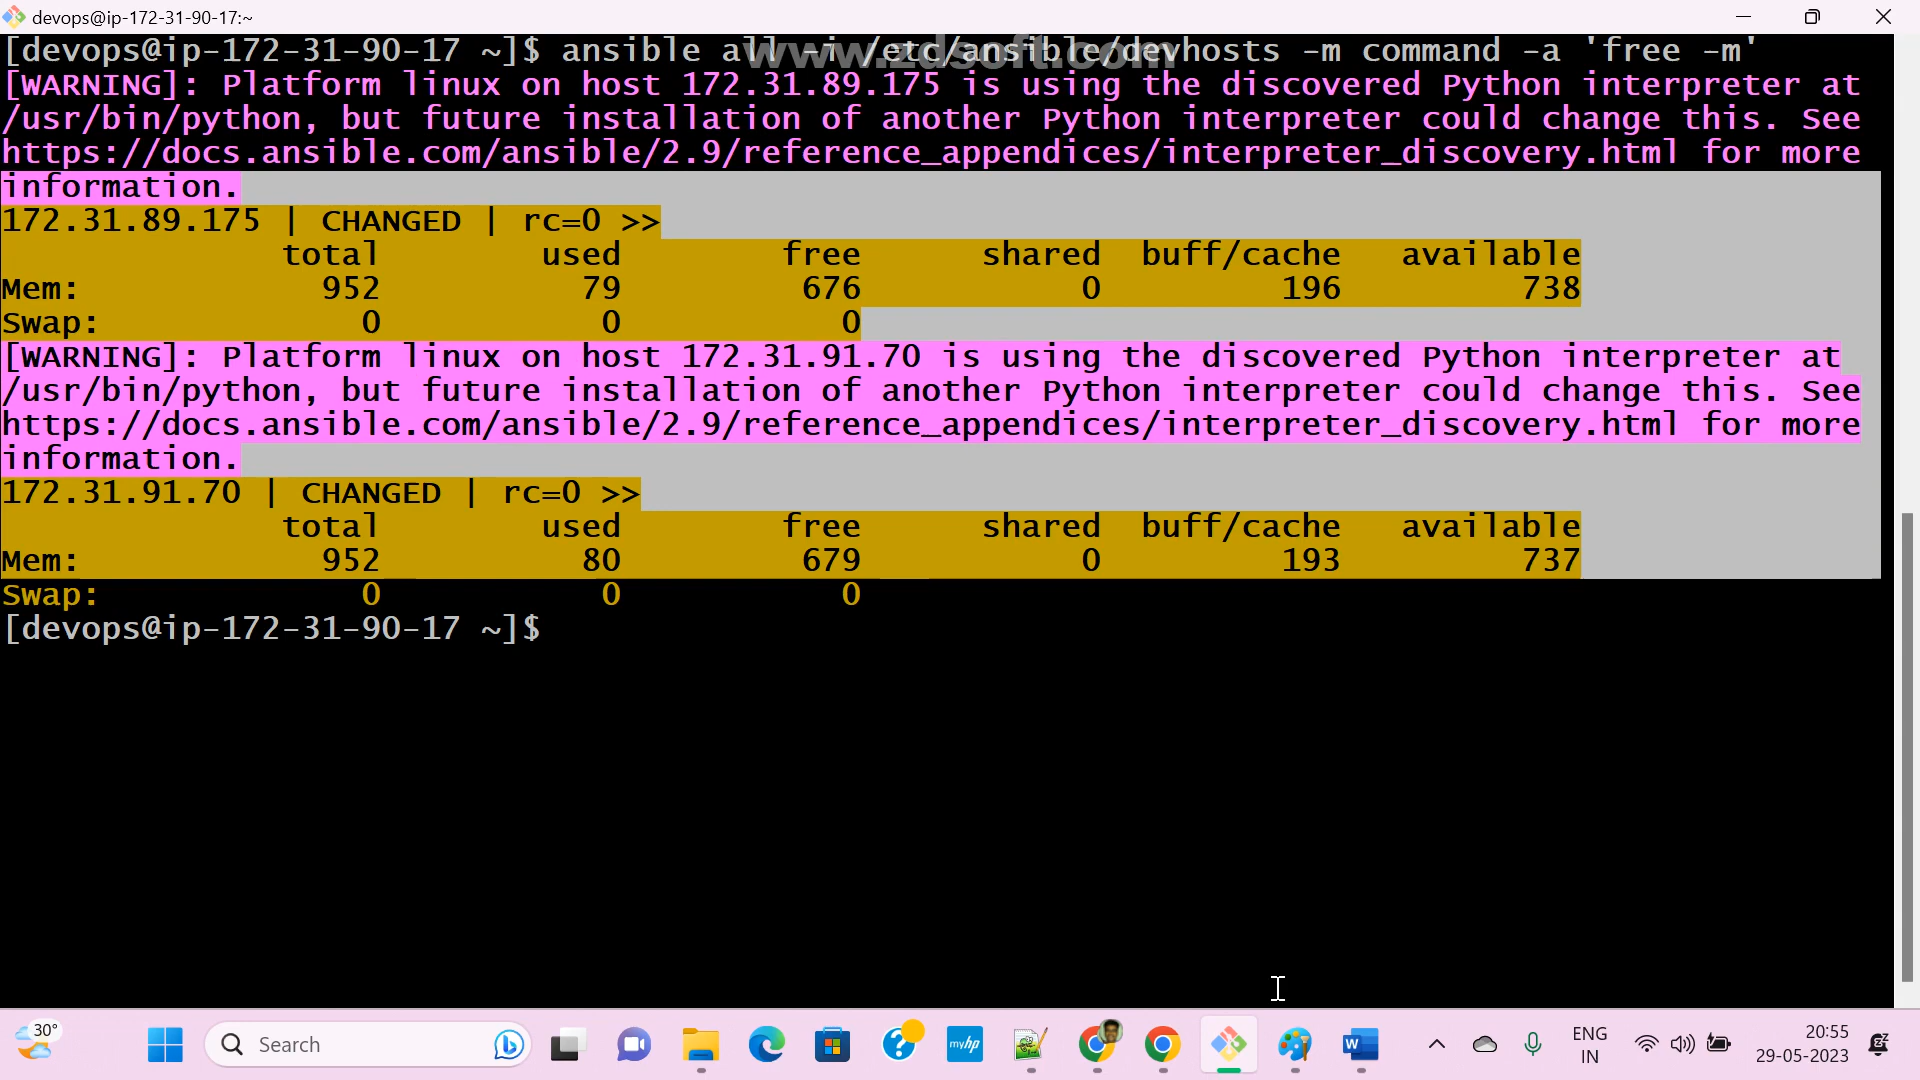 devops@ip-172-31-90-17:~
[devops@ip-172-31-90-17 ~]$ ansible all -i /etc/ansible/devhosts -m command -a 'free -m'
www.zdsoft.com
[WARNING]: Platform linux on host 172.31.89.175 is using the discovered Python interpreter at
/usr/bin/python, but future installation of another Python interpreter could change this. See
https://docs.ansible.com/ansible/2.9/reference_appendices/interpreter_discovery.html for more
information.
172.31.89.175 | CHANGED | rc=0 >>
total used free shared buff/cache available
Mem: 952 79 676 0 196 738
Swap: 0 0 0
[WARNING]: Platform linux on host 172.31.91.70 is using the discovered Python interpreter at
/usr/bin/python, but future installation of another Python interpreter could change this. See
https://docs.ansible.com/ansible/2.9/reference_appendices/interpreter_discovery.html for more
information.
172.31.91.70 | CHANGED | rc=0 >>
total used free shared buff/cache available
Mem: 952 80 679 0 193 737
Swap: 0 0 0
[devops@ip-172-31-90-17 ~]$
30°
Search
myhp
W
ENG
IN
20:55
29-05-2023